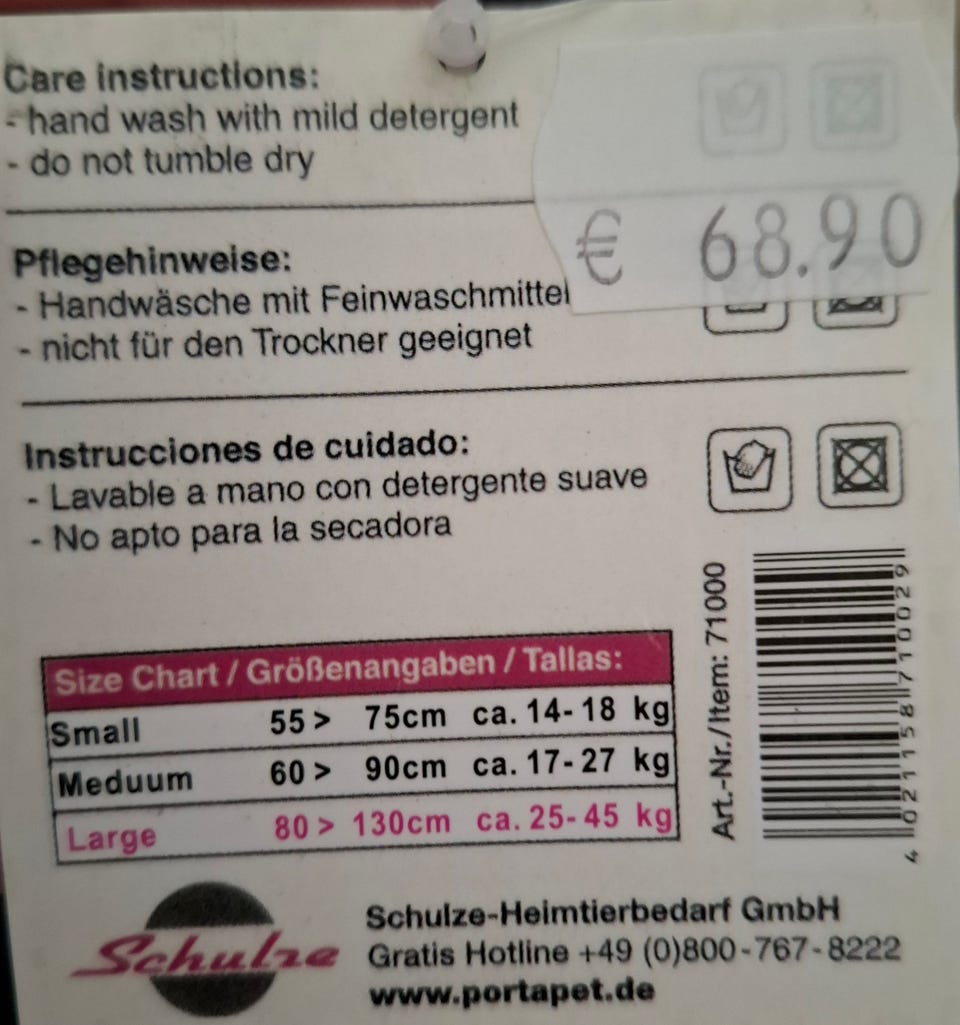 Care instructions:
- hand wash with mild detergent
- do not tumble dry
€ 68.90
Pflegehinweise:
- Handwäsche mit Feinwaschmittel
- nicht für den Trockner geeignet
Instrucciones de cuidado:
- Lavable a mano con detergente suave
- No apto para la secadora
Size Chart / Größenangaben / Tallas:
Small 55 > 75cm ca. 14-18 kg
Meduum 60 > 90cm ca. 17-27 kg
Large 80 > 130cm ca. 25-45 kg
Art.-Nr./Item: 71000
4 021158 710029
Schulze
Schulze-Heimtierbedarf GmbH
Gratis Hotline +49 (0)800-767-8222
www.portapet.de